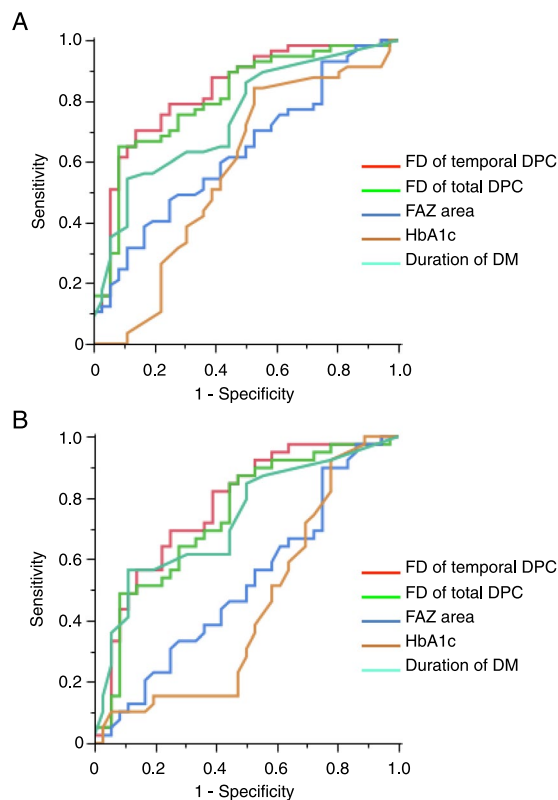 A
1.0
0.8
0.6
0.4
0.2
0
Sensitivity
0 0.2 0.4 0.6 0.8 1.0
1 - Specificity
FD of temporal DPC
FD of total DPC
FAZ area
HbA1c
Duration of DM
B
1.0
0.8
0.6
0.4
0.2
0
Sensitivity
0 0.2 0.4 0.6 0.8 1.0
1 - Specificity
FD of temporal DPC
FD of total DPC
FAZ area
HbA1c
Duration of DM